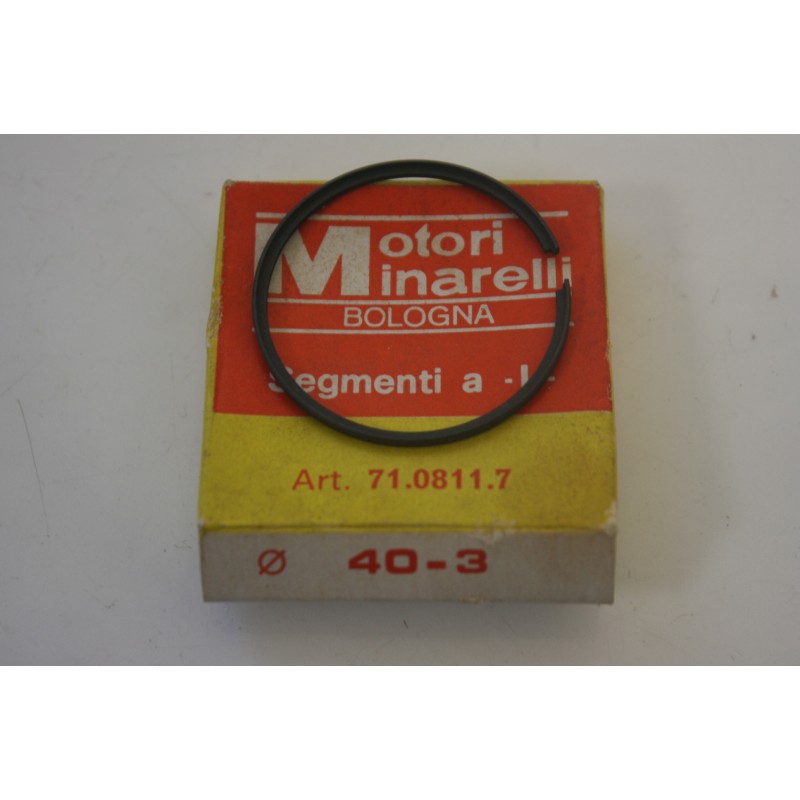 Motori
Minarelli
BOLOGNA
Segmenti a -L-
Art. 71.0811.7
Ø 40-3